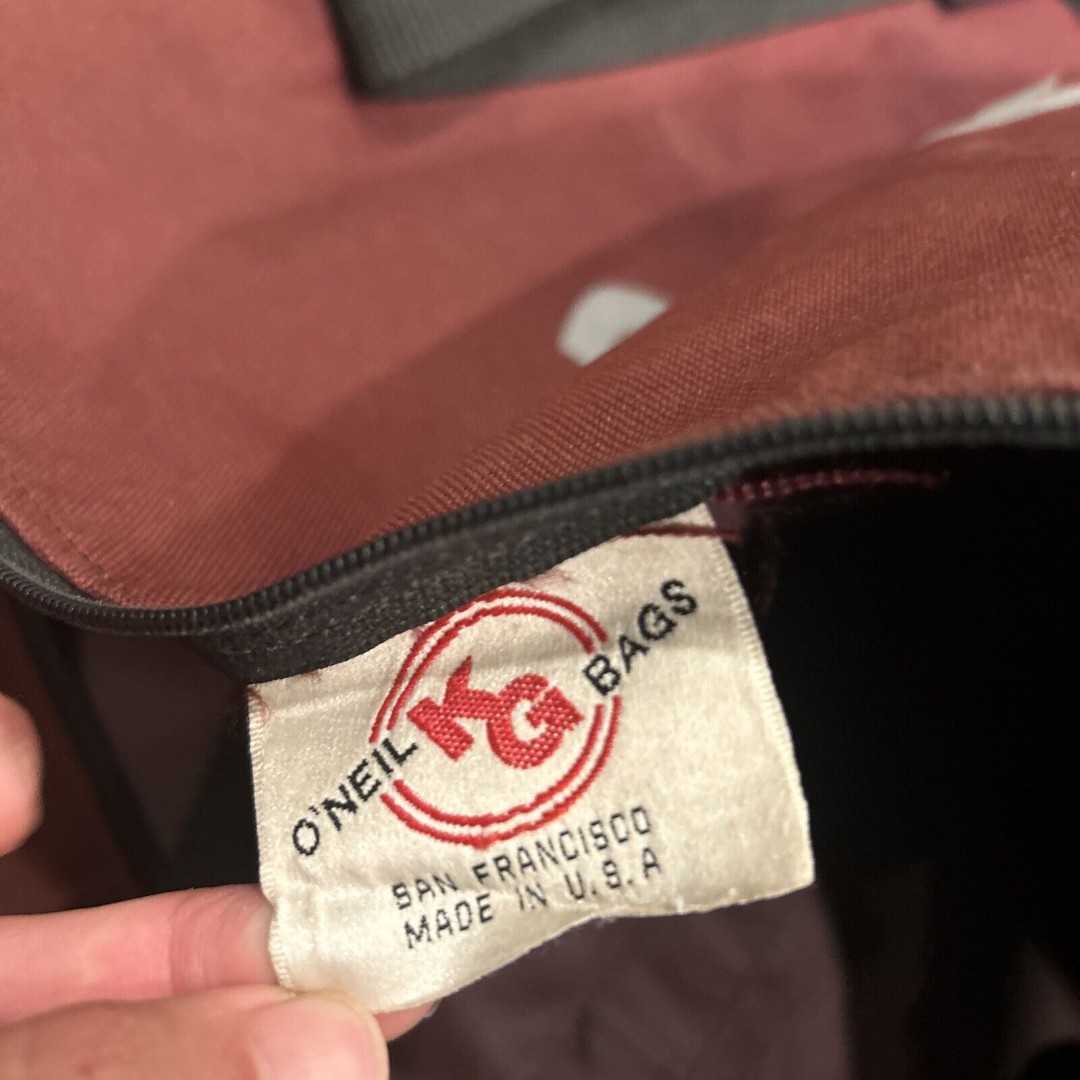 O'NEIL KG BAGS
SAN FRANCISCO
MADE IN U.S.A